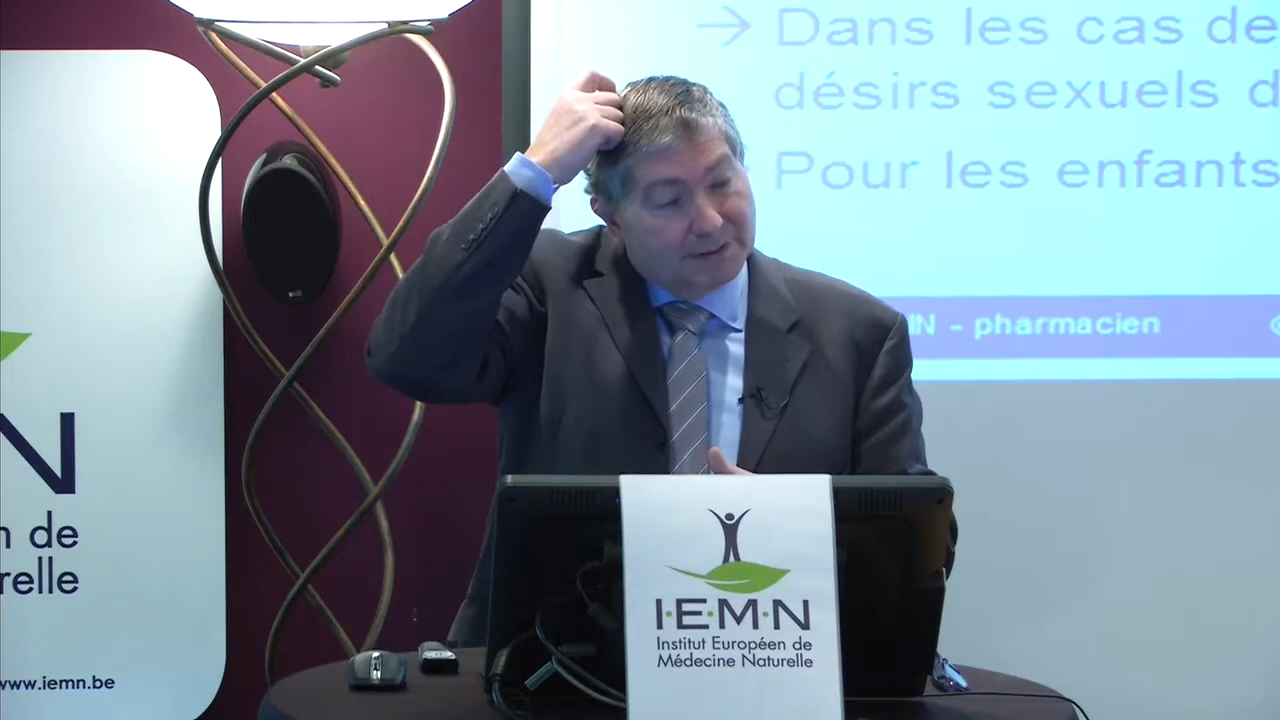 Dans les cas de
désirs sexuels d
Pour les enfants
IN - pharmacien
N
n de
relle
www.iemn.be
I·E·M·N
Institut Européen de
Médecine Naturelle